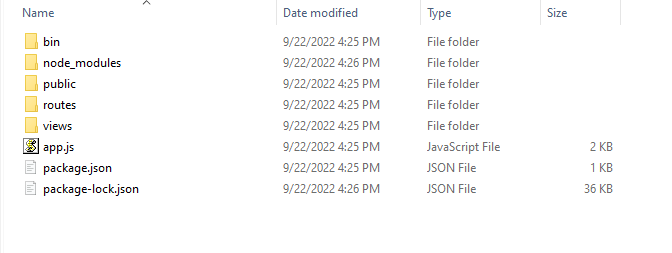 Name Date modified Type Size
bin 9/22/2022 4:25 PM File folder
node_modules 9/22/2022 4:26 PM File folder
public 9/22/2022 4:25 PM File folder
routes 9/22/2022 4:25 PM File folder
views 9/22/2022 4:25 PM File folder
app.js 9/22/2022 4:25 PM JavaScript File 2 KB
package.json 9/22/2022 4:25 PM JSON File 1 KB
package-lock.json 9/22/2022 4:26 PM JSON File 36 KB